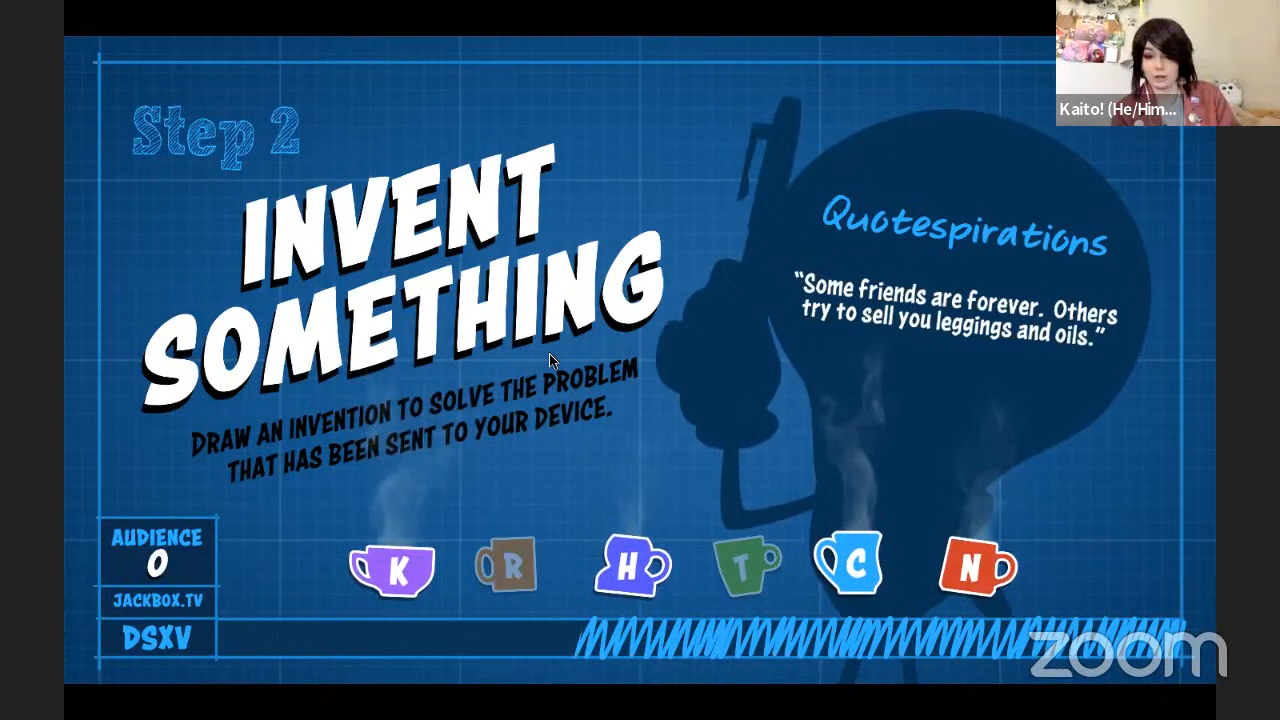 Step 2
INVENT
SOMETHING
DRAW AN INVENTION TO SOLVE THE PROBLEM
THAT HAS BEEN SENT TO YOUR DEVICE.
Quotespirations
“Some friends are forever. Others
try to sell you leggings and oils.”
Kaito! (He/Him...
K
R
H
T
C
N
AUDIENCE
0
JACKBOX.TV
DSXV
zoom